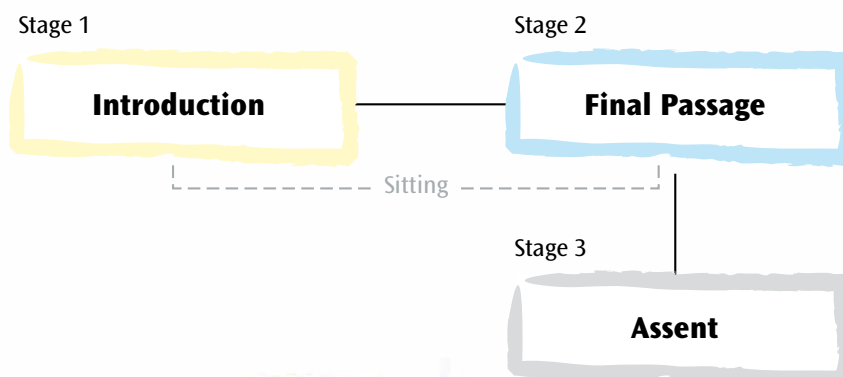 Stage 1
Introduction
Stage 2
Final Passage
Sitting
Stage 3
Assent